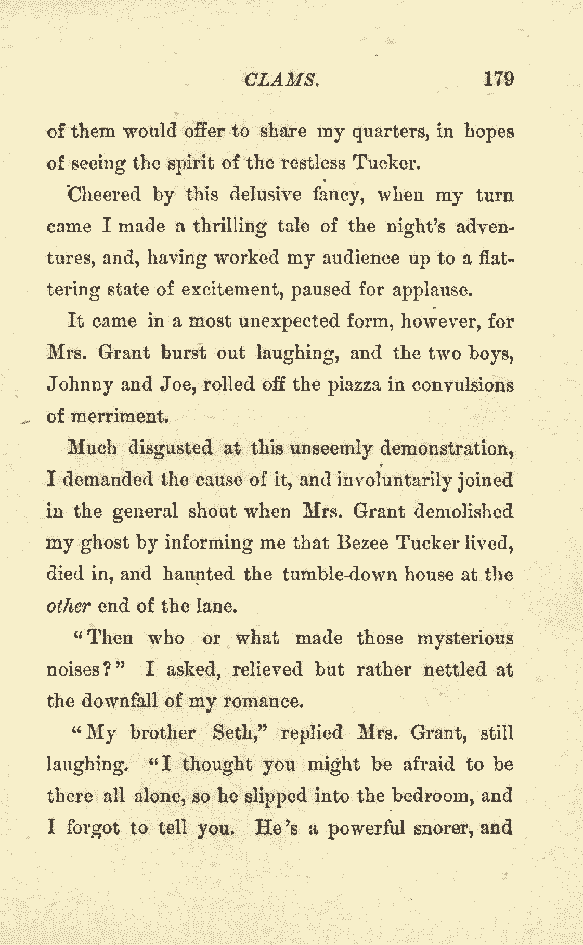 CLAMS. 179
of them would offer to share my quarters, in hopes
of seeing the spirit of the restless Tucker.
Cheered by this delusive fancy, when my turn
came I made a thrilling tale of the night's adven-
tures, and, having worked my audience up to a flat-
tering state of excitement, paused for applause.
It came in a most unexpected form, however, for
Mrs. Grant burst out laughing, and the two boys,
Johnny and Joe, rolled off the piazza in convulsions
of merriment.
Much disgusted at this unseemly demonstration,
I demanded the cause of it, and involuntarily joined
in the general shout when Mrs. Grant demolished
my ghost by informing me that Bezee Tucker lived,
died in, and haunted the tumble-down house at the
other end of the lane.
"Then who or what made those mysterious
noises?" I asked, relieved but rather nettled at
the downfall of my romance.
"My brother Seth," replied Mrs. Grant, still
laughing. "I thought you might be afraid to be
there all alone, so he slipped into the bedroom, and
I forgot to tell you. He's a powerful snorer, and